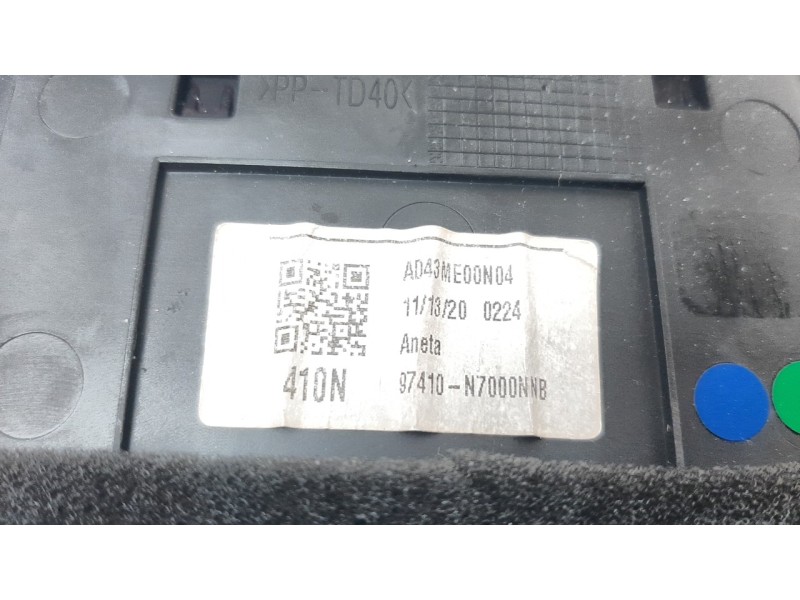 >PP-TD40<
AD43ME00N04
11/13/20 0224
Aneta
410N 97410-N7000NNB